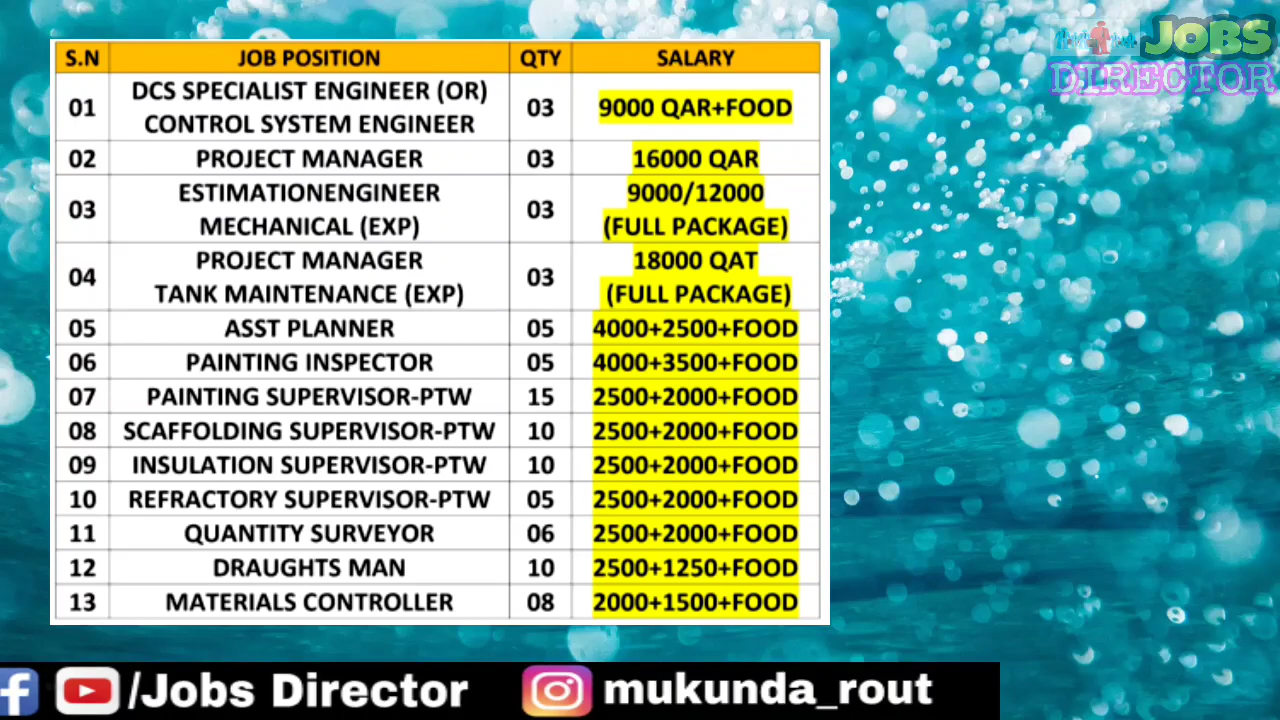 JOBS
DIRECTOR
S.N JOB POSITION QTY SALARY
01 DCS SPECIALIST ENGINEER (OR) 03 9000 QAR+FOOD
CONTROL SYSTEM ENGINEER
02 PROJECT MANAGER 03 16000 QAR
03 ESTIMATIONENGINEER 03 9000/12000
MECHANICAL (EXP) (FULL PACKAGE)
04 PROJECT MANAGER 03 18000 QAT
TANK MAINTENANCE (EXP) (FULL PACKAGE)
05 ASST PLANNER 05 4000+2500+FOOD
06 PAINTING INSPECTOR 05 4000+3500+FOOD
07 PAINTING SUPERVISOR-PTW 15 2500+2000+FOOD
08 SCAFFOLDING SUPERVISOR-PTW 10 2500+2000+FOOD
09 INSULATION SUPERVISOR-PTW 10 2500+2000+FOOD
10 REFRACTORY SUPERVISOR-PTW 05 2500+2000+FOOD
11 QUANTITY SURVEYOR 06 2500+2000+FOOD
12 DRAUGHTS MAN 10 2500+1250+FOOD
13 MATERIALS CONTROLLER 08 2000+1500+FOOD
/Jobs Director mukunda_rout